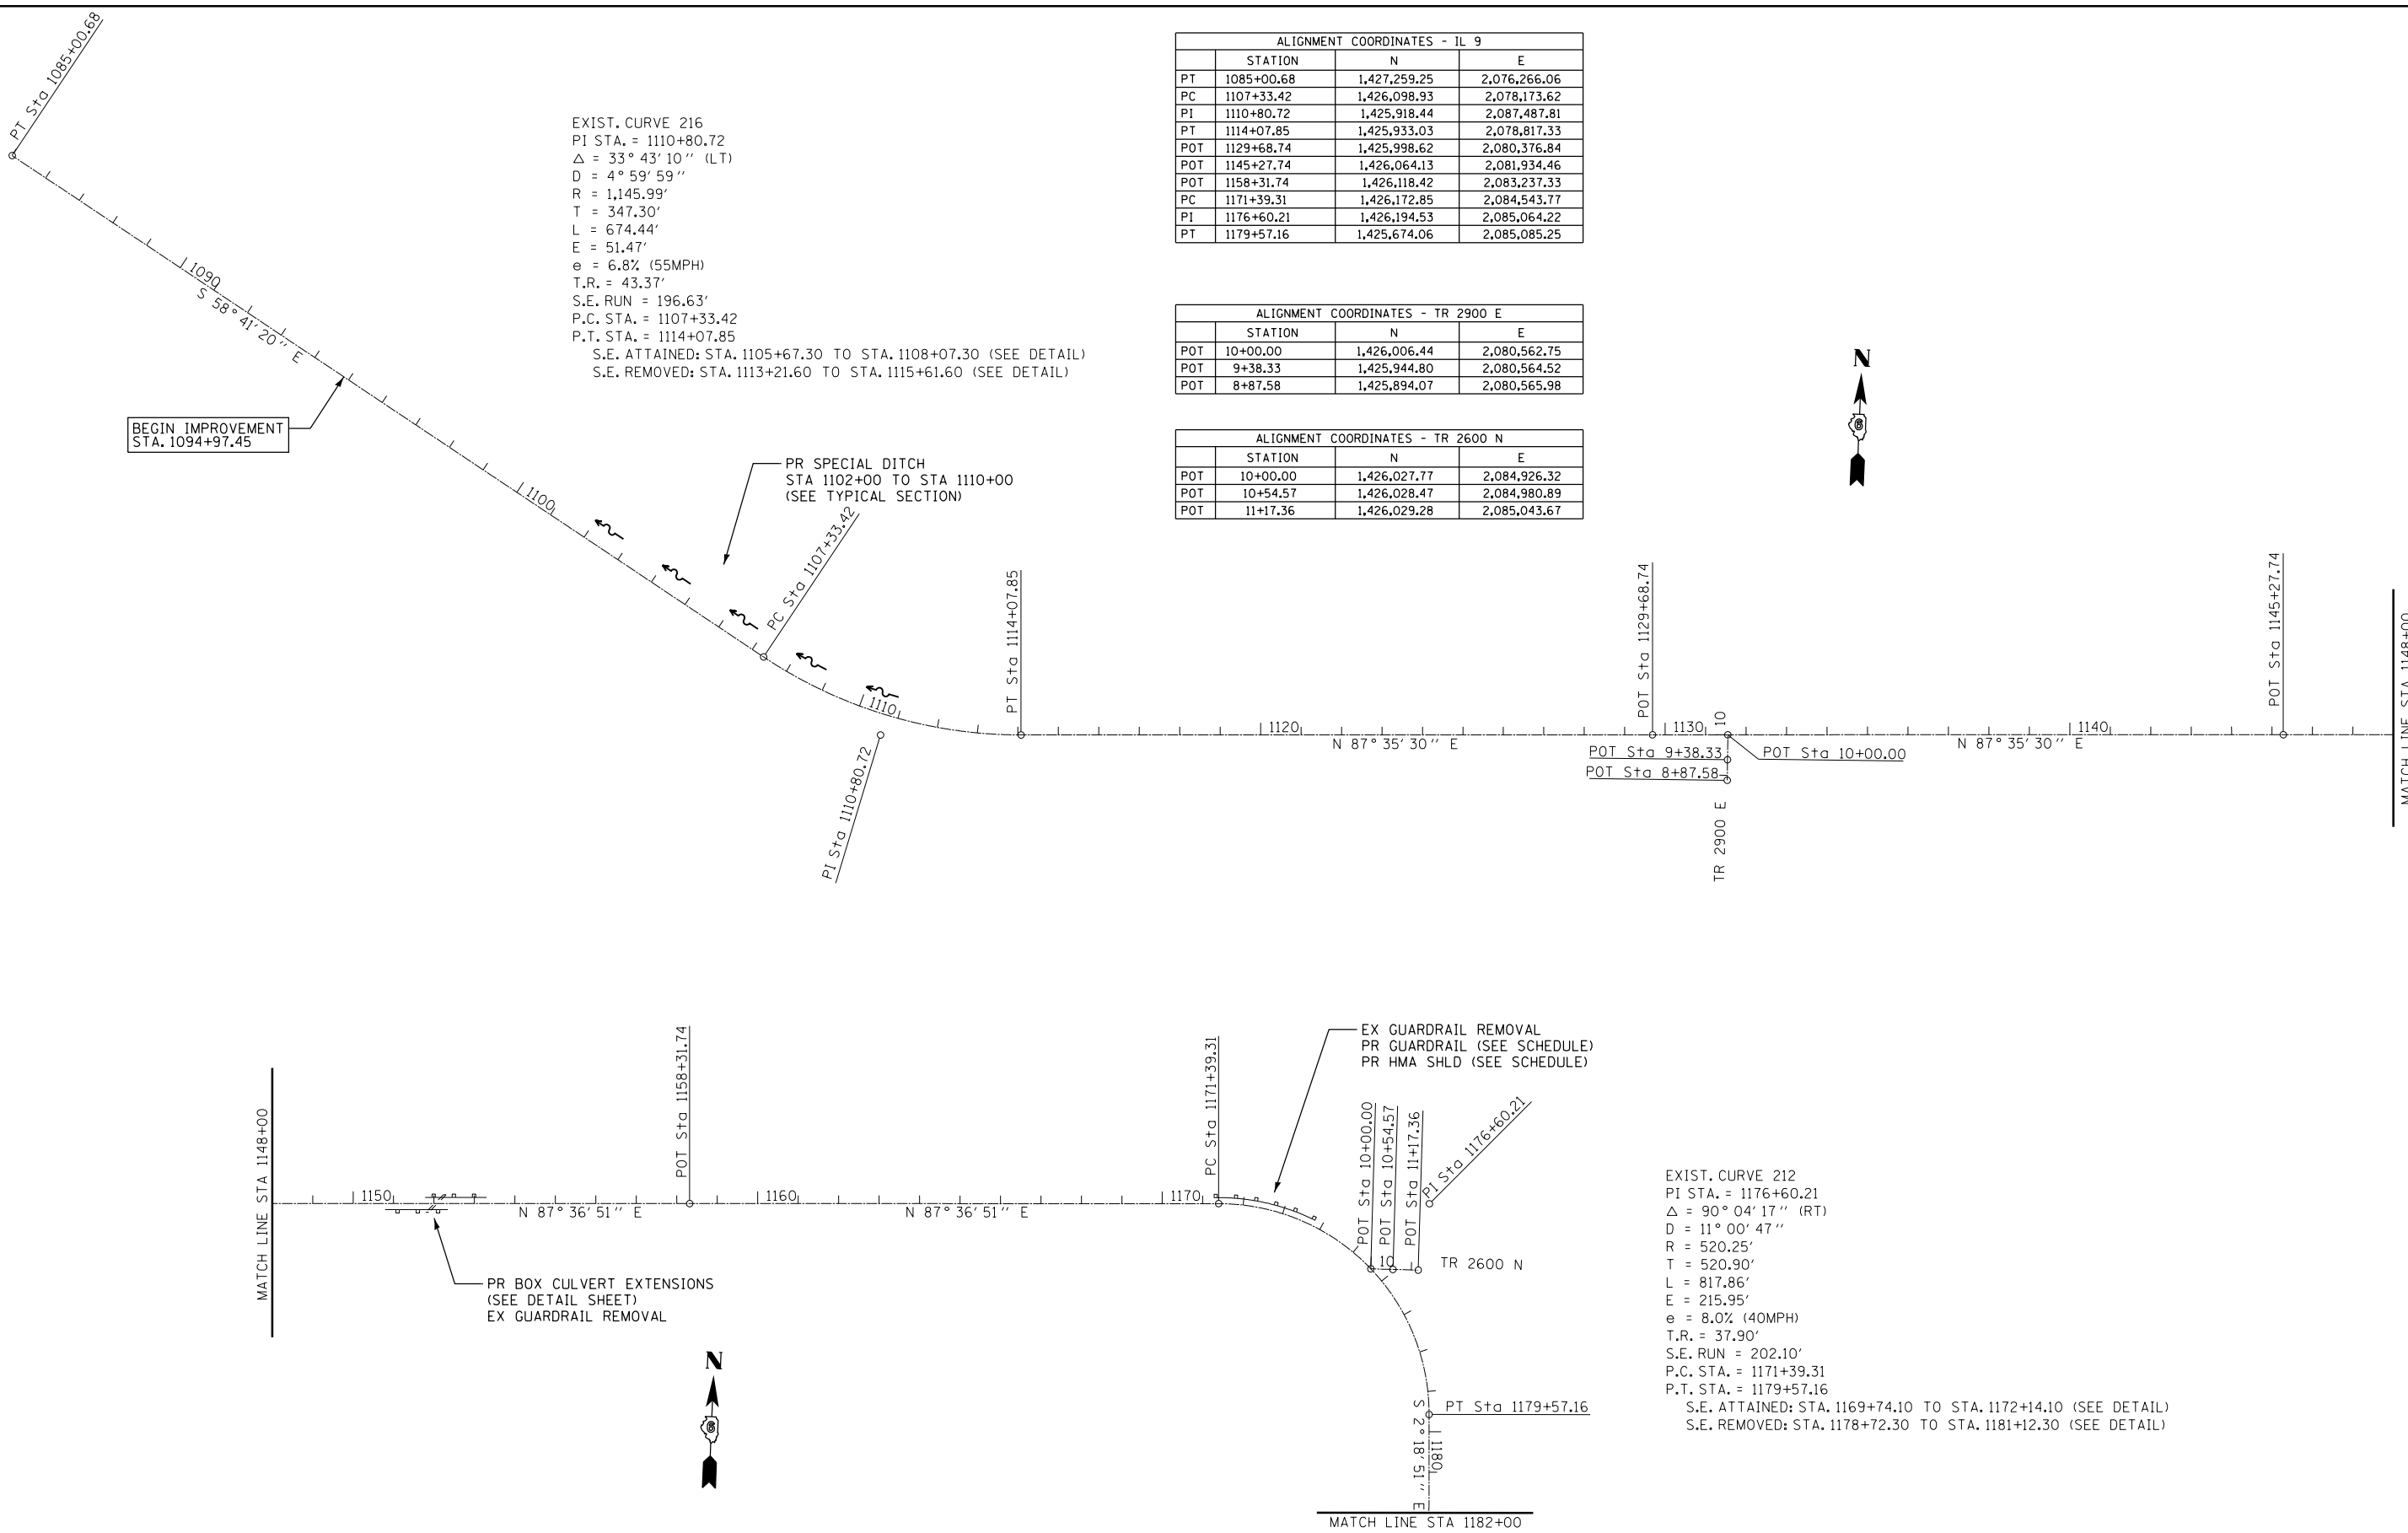 PT Sta 1085+00.68
1090
S 58° 41' 20" E
BEGIN IMPROVEMENT
STA. 1094+97.45
EXIST. CURVE 216
PI STA. = 1110+80.72
△ = 33° 43' 10" (LT)
D = 4° 59' 59"
R = 1,145.99'
T = 347.30'
L = 674.44'
E = 51.47'
e = 6.8% (55MPH)
T.R. = 43.37'
S.E. RUN = 196.63'
P.C. STA. = 1107+33.42
P.T. STA. = 1114+07.85
S.E. ATTAINED: STA. 1105+67.30 TO STA. 1108+07.30 (SEE DETAIL)
S.E. REMOVED: STA. 1113+21.60 TO STA. 1115+61.60 (SEE DETAIL)
ALIGNMENT COORDINATES - IL 9
STATION N E
PT 1085+00.68 1,427,259.25 2,076,266.06
PC 1107+33.42 1,426,098.93 2,078,173.62
PI 1110+80.72 1,425,918.44 2,087,487.81
PT 1114+07.85 1,425,933.03 2,078,817.33
POT 1129+68.74 1,425,998.62 2,080,376.84
POT 1145+27.74 1,426,064.13 2,081,934.46
POT 1158+31.74 1,426,118.42 2,083,237.33
PC 1171+39.31 1,426,172.85 2,084,543.77
PI 1176+60.21 1,426,194.53 2,085,064.22
PT 1179+57.16 1,425,674.06 2,085,085.25
ALIGNMENT COORDINATES - TR 2900 E
STATION N E
POT 10+00.00 1,426,006.44 2,080,562.75
POT 9+38.33 1,425,944.80 2,080,564.52
POT 8+87.58 1,425,894.07 2,080,565.98
ALIGNMENT COORDINATES - TR 2600 N
STATION N E
POT 10+00.00 1,426,027.77 2,084,926.32
POT 10+54.57 1,426,028.47 2,084,980.89
POT 11+17.36 1,426,029.28 2,085,043.67
N
6
1100
PR SPECIAL DITCH
STA 1102+00 TO STA 1110+00
(SEE TYPICAL SECTION)
PC Sta 1107+33.42
1110
PI Sta 1110+80.72
PT Sta 1114+07.85
1120
N 87° 35' 30" E
POT Sta 1129+68.74
1130
10
POT Sta 9+38.33
POT Sta 8+87.58
POT Sta 10+00.00
TR 2900 E
N 87° 35' 30" E
1140
POT Sta 1145+27.74
MATCH LINE STA 1148+00
MATCH LINE STA 1148+00
1150
PR BOX CULVERT EXTENSIONS
(SEE DETAIL SHEET)
EX GUARDRAIL REMOVAL
N 87° 36' 51" E
POT Sta 1158+31.74
1160
N 87° 36' 51" E
1170
PC Sta 1171+39.31
EX GUARDRAIL REMOVAL
PR GUARDRAIL (SEE SCHEDULE)
PR HMA SHLD (SEE SCHEDULE)
POT Sta 10+00.00
POT Sta 10+54.57
POT Sta 11+17.36
PI Sta 1176+60.21
10
TR 2600 N
PT Sta 1179+57.16
S 2° 18' 51" E
1180
MATCH LINE STA 1182+00
N
6
EXIST. CURVE 212
PI STA. = 1176+60.21
△ = 90° 04' 17" (RT)
D = 11° 00' 47"
R = 520.25'
T = 520.90'
L = 817.86'
E = 215.95'
e = 8.0% (40MPH)
T.R. = 37.90'
S.E. RUN = 202.10'
P.C. STA. = 1171+39.31
P.T. STA. = 1179+57.16
S.E. ATTAINED: STA. 1169+74.10 TO STA. 1172+14.10 (SEE DETAIL)
S.E. REMOVED: STA. 1178+72.30 TO STA. 1181+12.30 (SEE DETAIL)